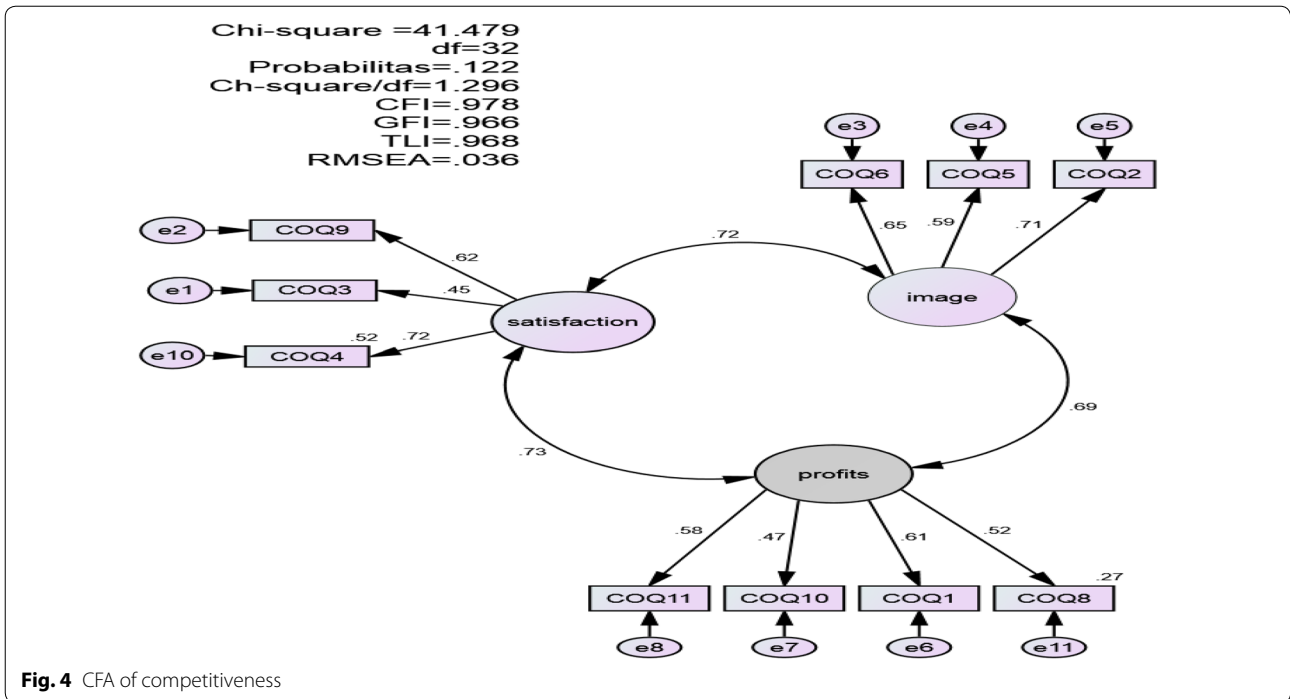 Chi-square =41.479
df=32
Probabilitas=.122
Ch-square/df=1.296
CFI=.978
GFI=.966
TLI=.968
RMSEA=.036
e3
e4
e5
COQ6
COQ5
COQ2
.65
.59
.71
e2
COQ9
.72
.62
e1
COQ3
.45
image
satisfaction
e10
COQ4
.52
.72
.69
.73
profits
.58
.47
.61
.52
.27
COQ11
COQ10
COQ1
COQ8
e8
e7
e6
e11
Fig. 4 CFA of competitiveness